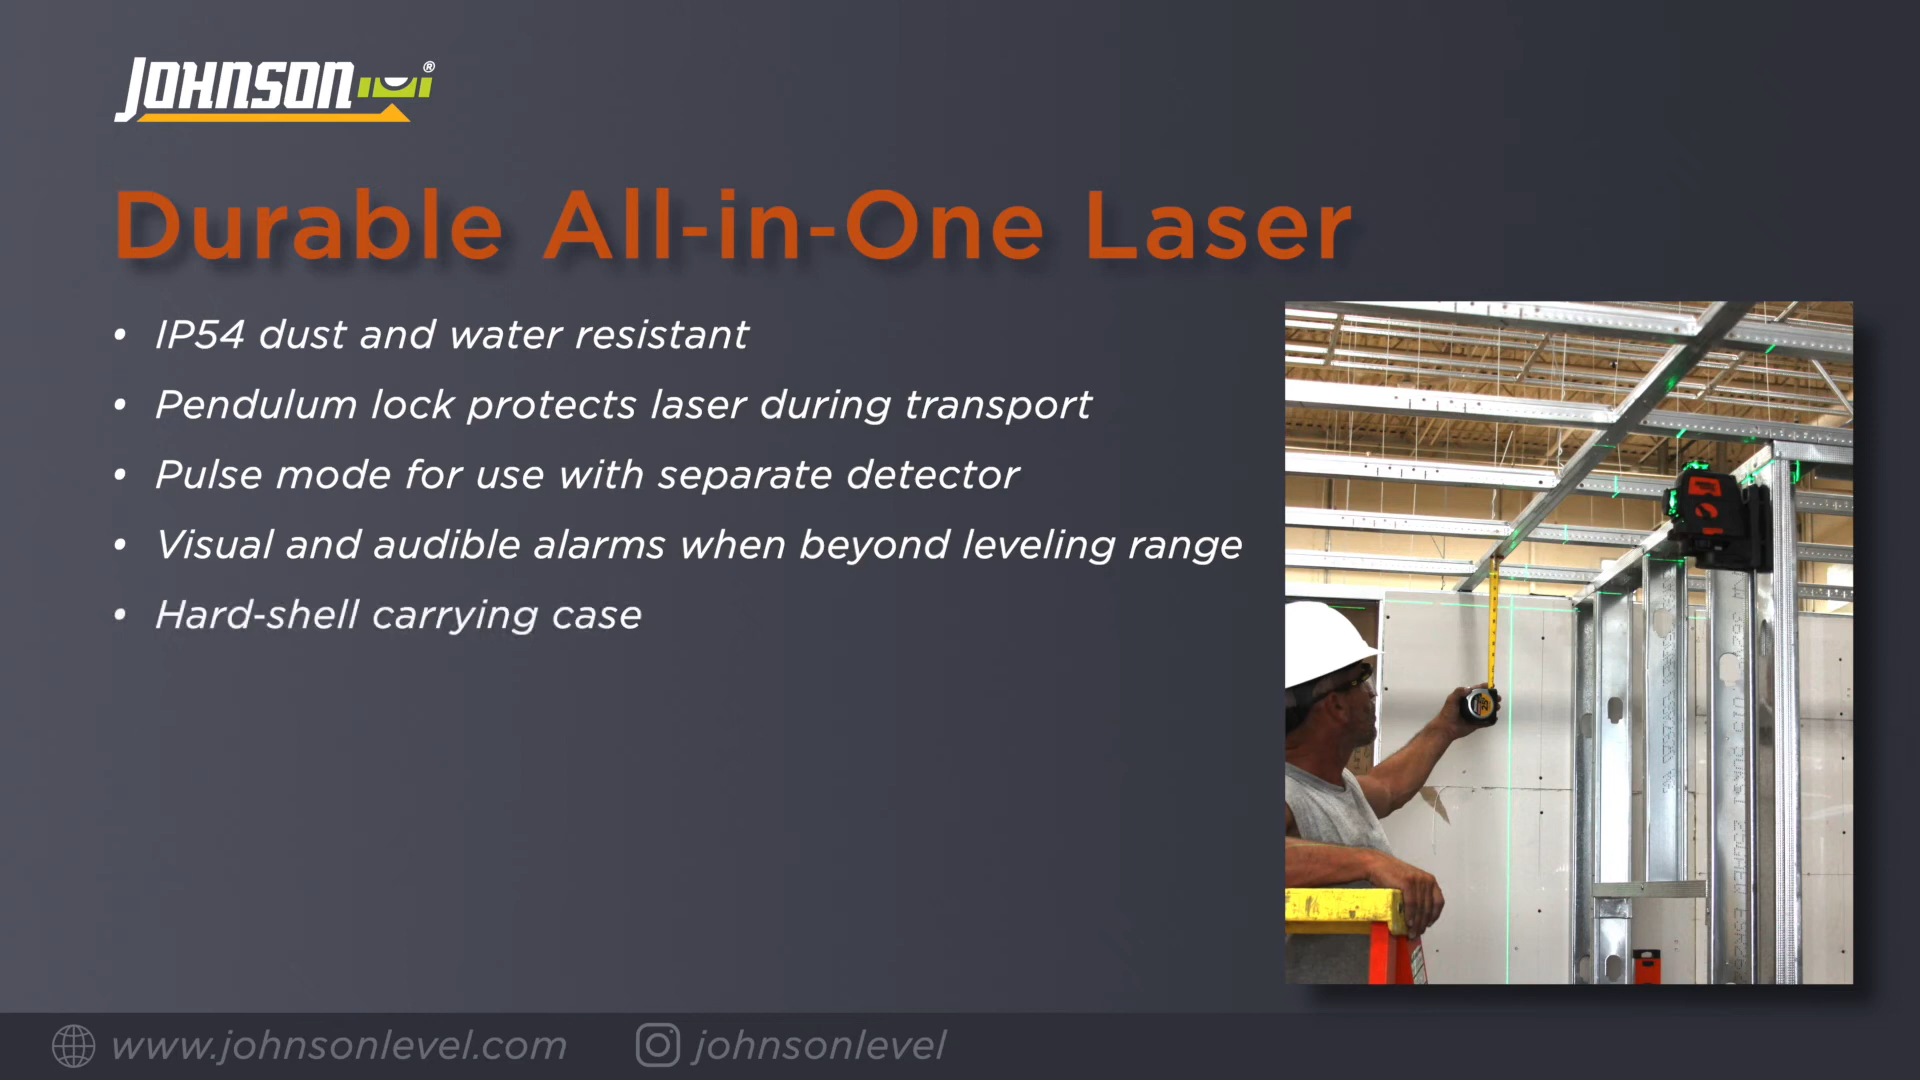 JOHNSON®
Durable All-in-One Laser
• IP54 dust and water resistant
• Pendulum lock protects laser during transport
• Pulse mode for use with separate detector
• Visual and audible alarms when beyond leveling range
• Hard-shell carrying case
25
www.johnsonlevel.com
johnsonlevel